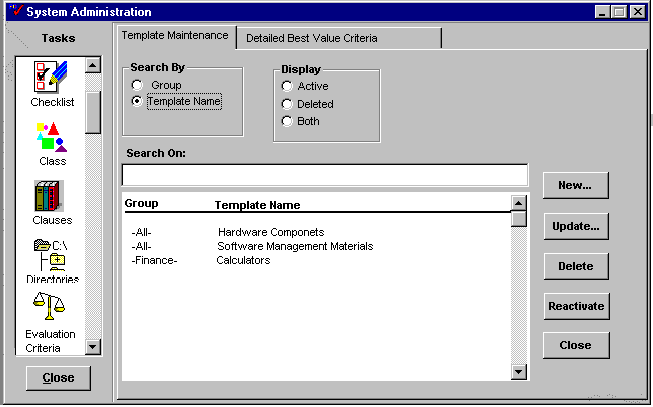 System Administration
Tasks
Checklist
Class
Clauses
C:\
Directories
Evaluation
Criteria
Close
Template Maintenance
Detailed Best Value Criteria
Search By
Group
Template Name
Display
Active
Deleted
Both
Search On:
Group Template Name
-All- Hardware Componets
-All- Software Management Materials
-Finance- Calculators
New...
Update...
Delete
Reactivate
Close